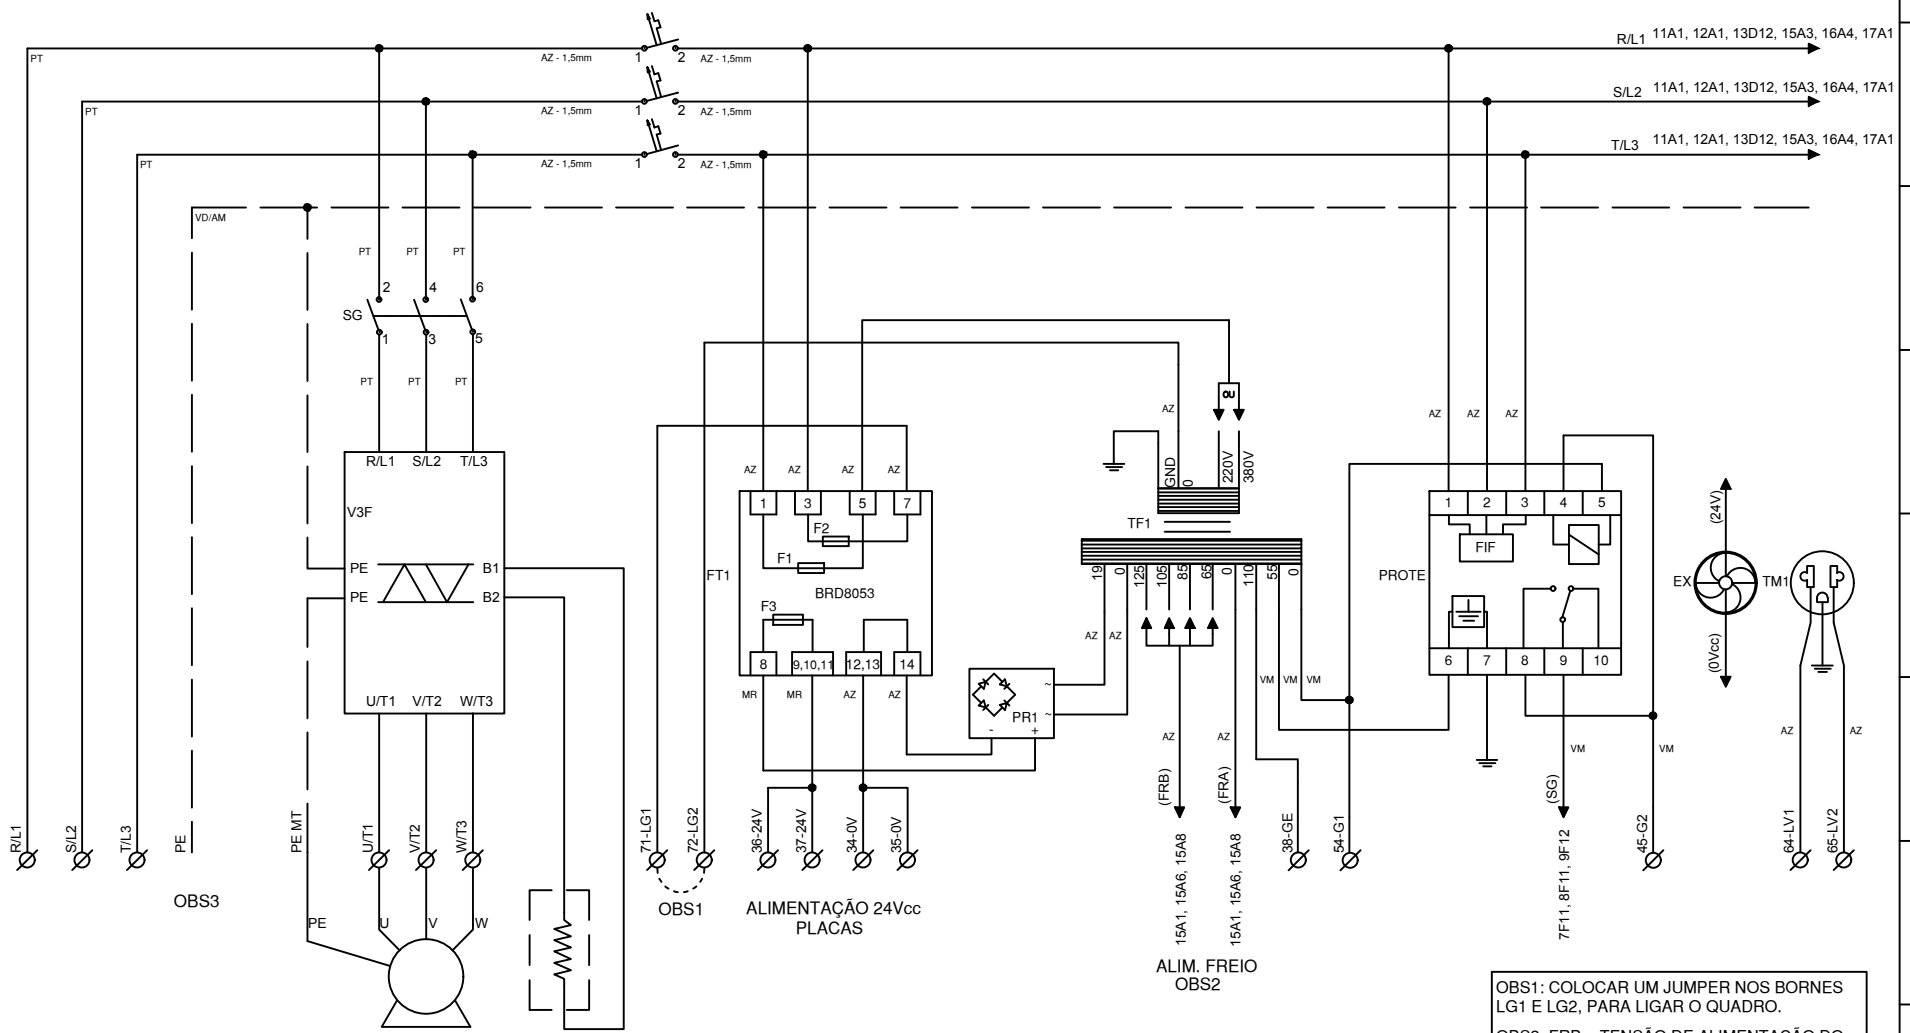 R/L1 11A1, 12A1, 13D12, 15A3, 16A4, 17A1
PT AZ - 1,5mm 1 2 AZ - 1,5mm
S/L2 11A1, 12A1, 13D12, 15A3, 16A4, 17A1
PT AZ - 1,5mm 1 2 AZ - 1,5mm
T/L3 11A1, 12A1, 13D12, 15A3, 16A4, 17A1
PT AZ - 1,5mm 1 2 AZ - 1,5mm
VD/AM
PT PT PT
2 4 6
SG
1 3 5
PT PT PT
R/L1 S/L2 T/L3
V3F
PE B1
PE B2
U/T1 V/T2 W/T3
AZ AZ AZ AZ
1 3 5 7
F2
F1
FT1
BRD8053
F3
8 9,10,11 12,13 14
MR MR AZ AZ
AZ
OU
GND 0 220V 380V
TF1
19 0 125 105 85 65 0 110 55 0
AZ AZ
VM VM VM
~
PR1 ~
- +
AZ AZ
(FRB) (FRA)
AZ AZ AZ
1 2 3 4 5
FIF
PROTE
6 7 8 9 10
VM VM
(SG)
(24V)
EX
(0Vcc)
TM1
AZ AZ
R/L1 S/L2 T/L3 PE PE MT U/T1 V/T2 W/T3 71-LG1 72-LG2 36-24V 37-24V 34-0V 35-0V 38-GE 54-G1 45-G2 64-LV1 65-LV2
15A1, 15A6, 15A8
15A1, 15A6, 15A8
7F11, 8F11, 9F12
OBS3
PE U V W
OBS1
ALIMENTAÇÃO 24Vcc
PLACAS
ALIM. FREIO
OBS2
OBS1: COLOCAR UM JUMPER NOS BORNES
LG1 E LG2, PARA LIGAR O QUADRO.
OBS2: FRB - TENSÃO DE ALIMENTAÇÃO DO